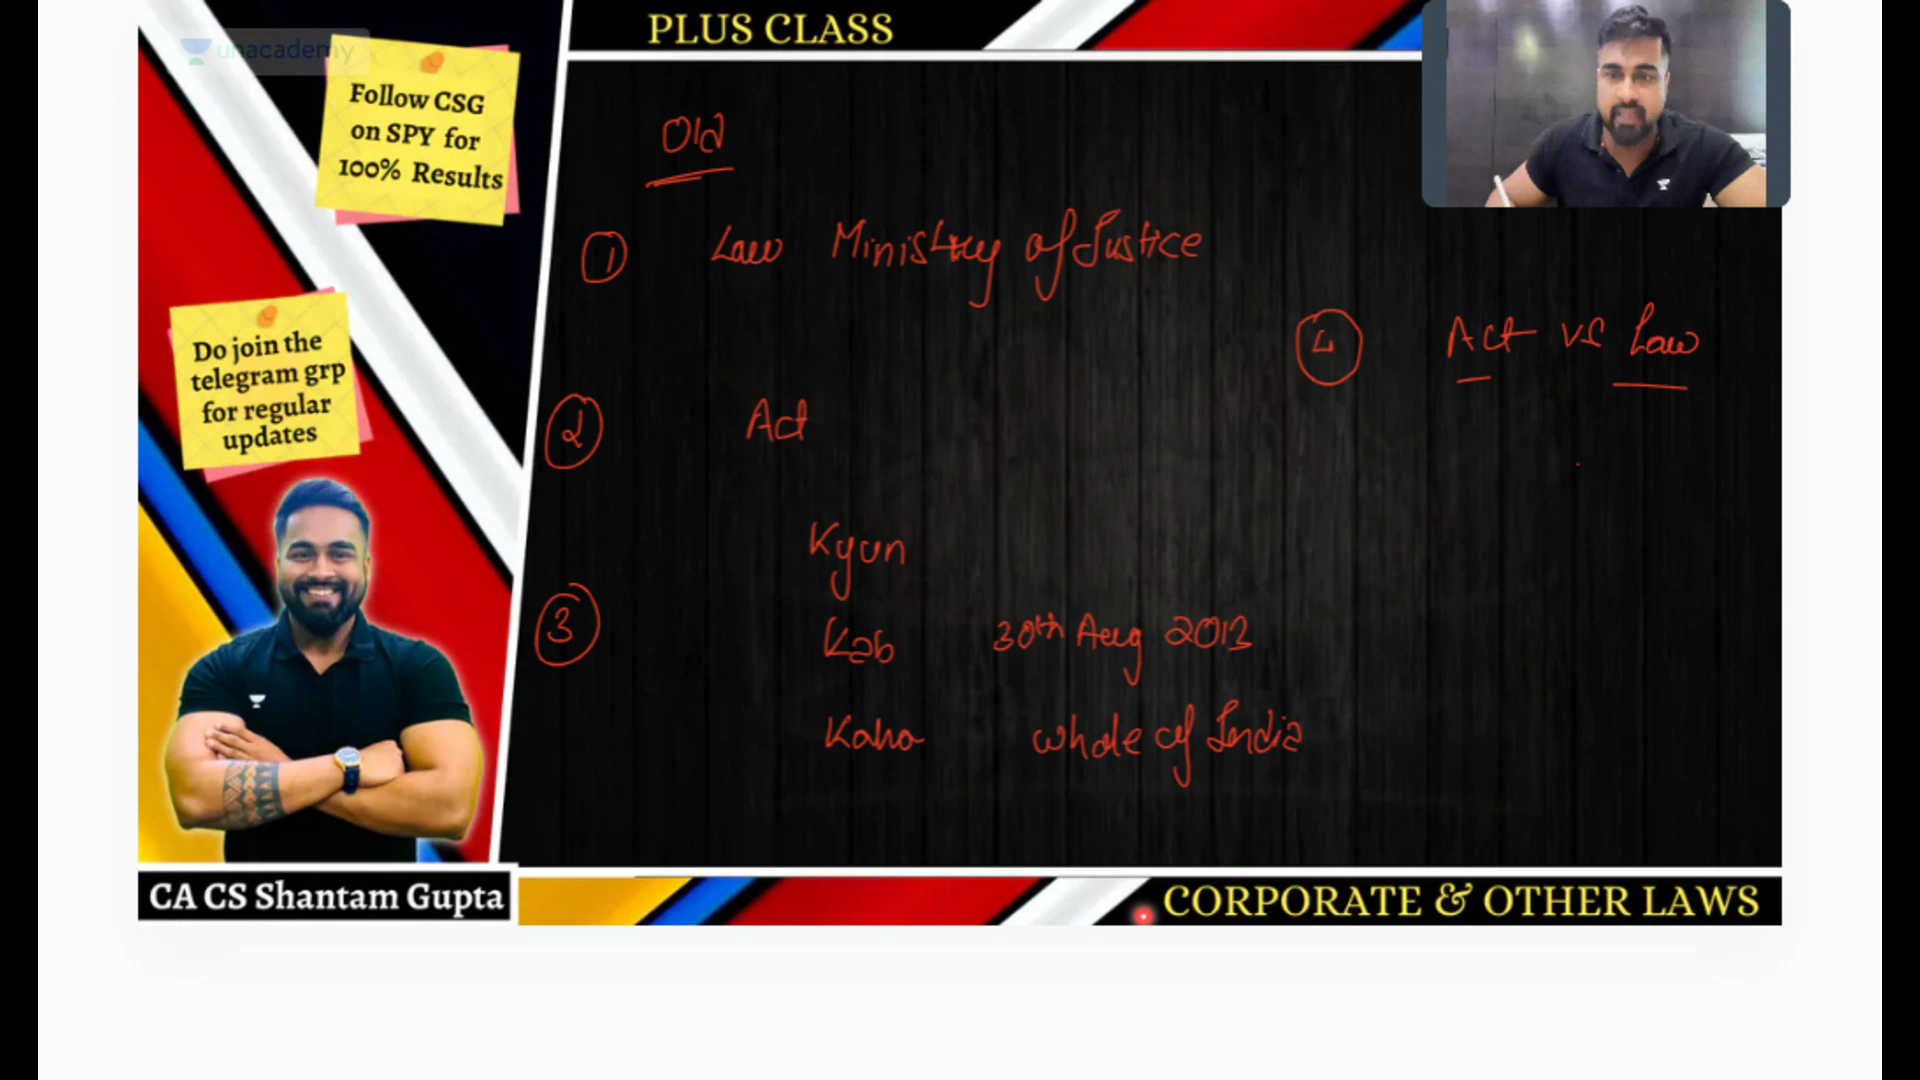 unacademy
PLUS CLASS
Follow CSG
on SPY for
100% Results
Do join the
telegram grp
for regular
updates
Old
1 Law Ministry of Justice
4 Act vs Law
2 Act
Kyun
3
Kab 30th Aug 2013
Kaha whole of India
CA CS Shantam Gupta
CORPORATE & OTHER LAWS